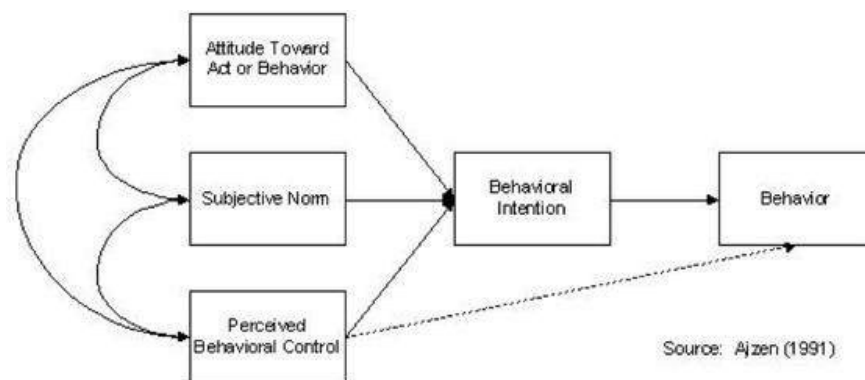 Attitude Toward
Act or Behavior
Subjective Norm
Behavioral
Intention
Behavior
Perceived
Behavioral Control
Source: Ajzen (1991)